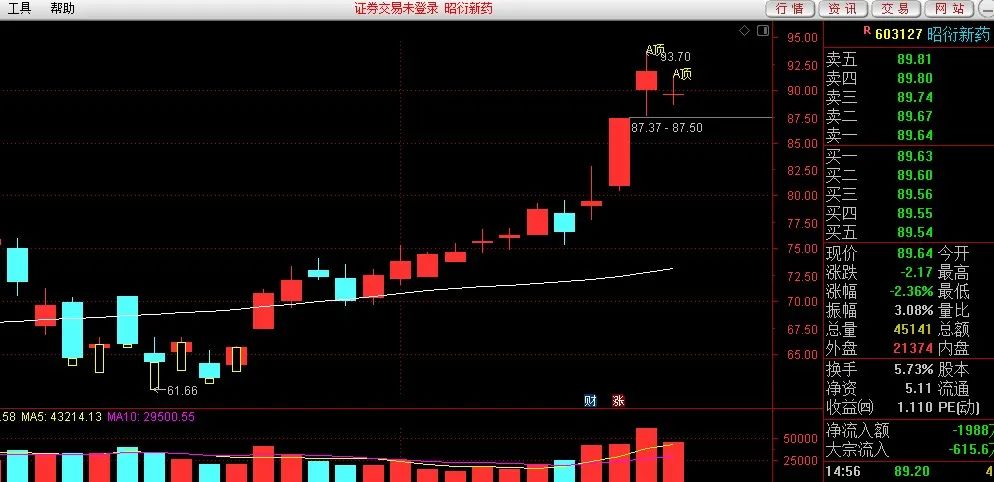 工具 帮助 证券交易未登录 昭衍新药 行情 资讯 交易 网站
R 603127 昭衍新药
95.00
92.50
90.00
87.50
85.00
82.50
80.00
77.50
75.00
72.50
70.00
67.50
65.00
A顶
93.70
A顶
87.37 - 87.50
61.66
财 涨
.58 MA5: 43214.13 MA10: 29500.55
50000
25000
卖五 89.81
卖四 89.80
卖三 89.74
卖二 89.67
卖一 89.64
买一 89.63
买二 89.60
买三 89.56
买四 89.55
买五 89.54
现价 89.64 今开
涨跌 -2.17 最高
涨幅 -2.36% 最低
振幅 3.08% 量比
总量 45141 总额
外盘 21374 内盘
换手 5.73% 股本
净资 5.11 流通
收益㈣ 1.110 PE(动)
净流入额 -1988万
大宗流入 -615.6
14:56 89.20 4